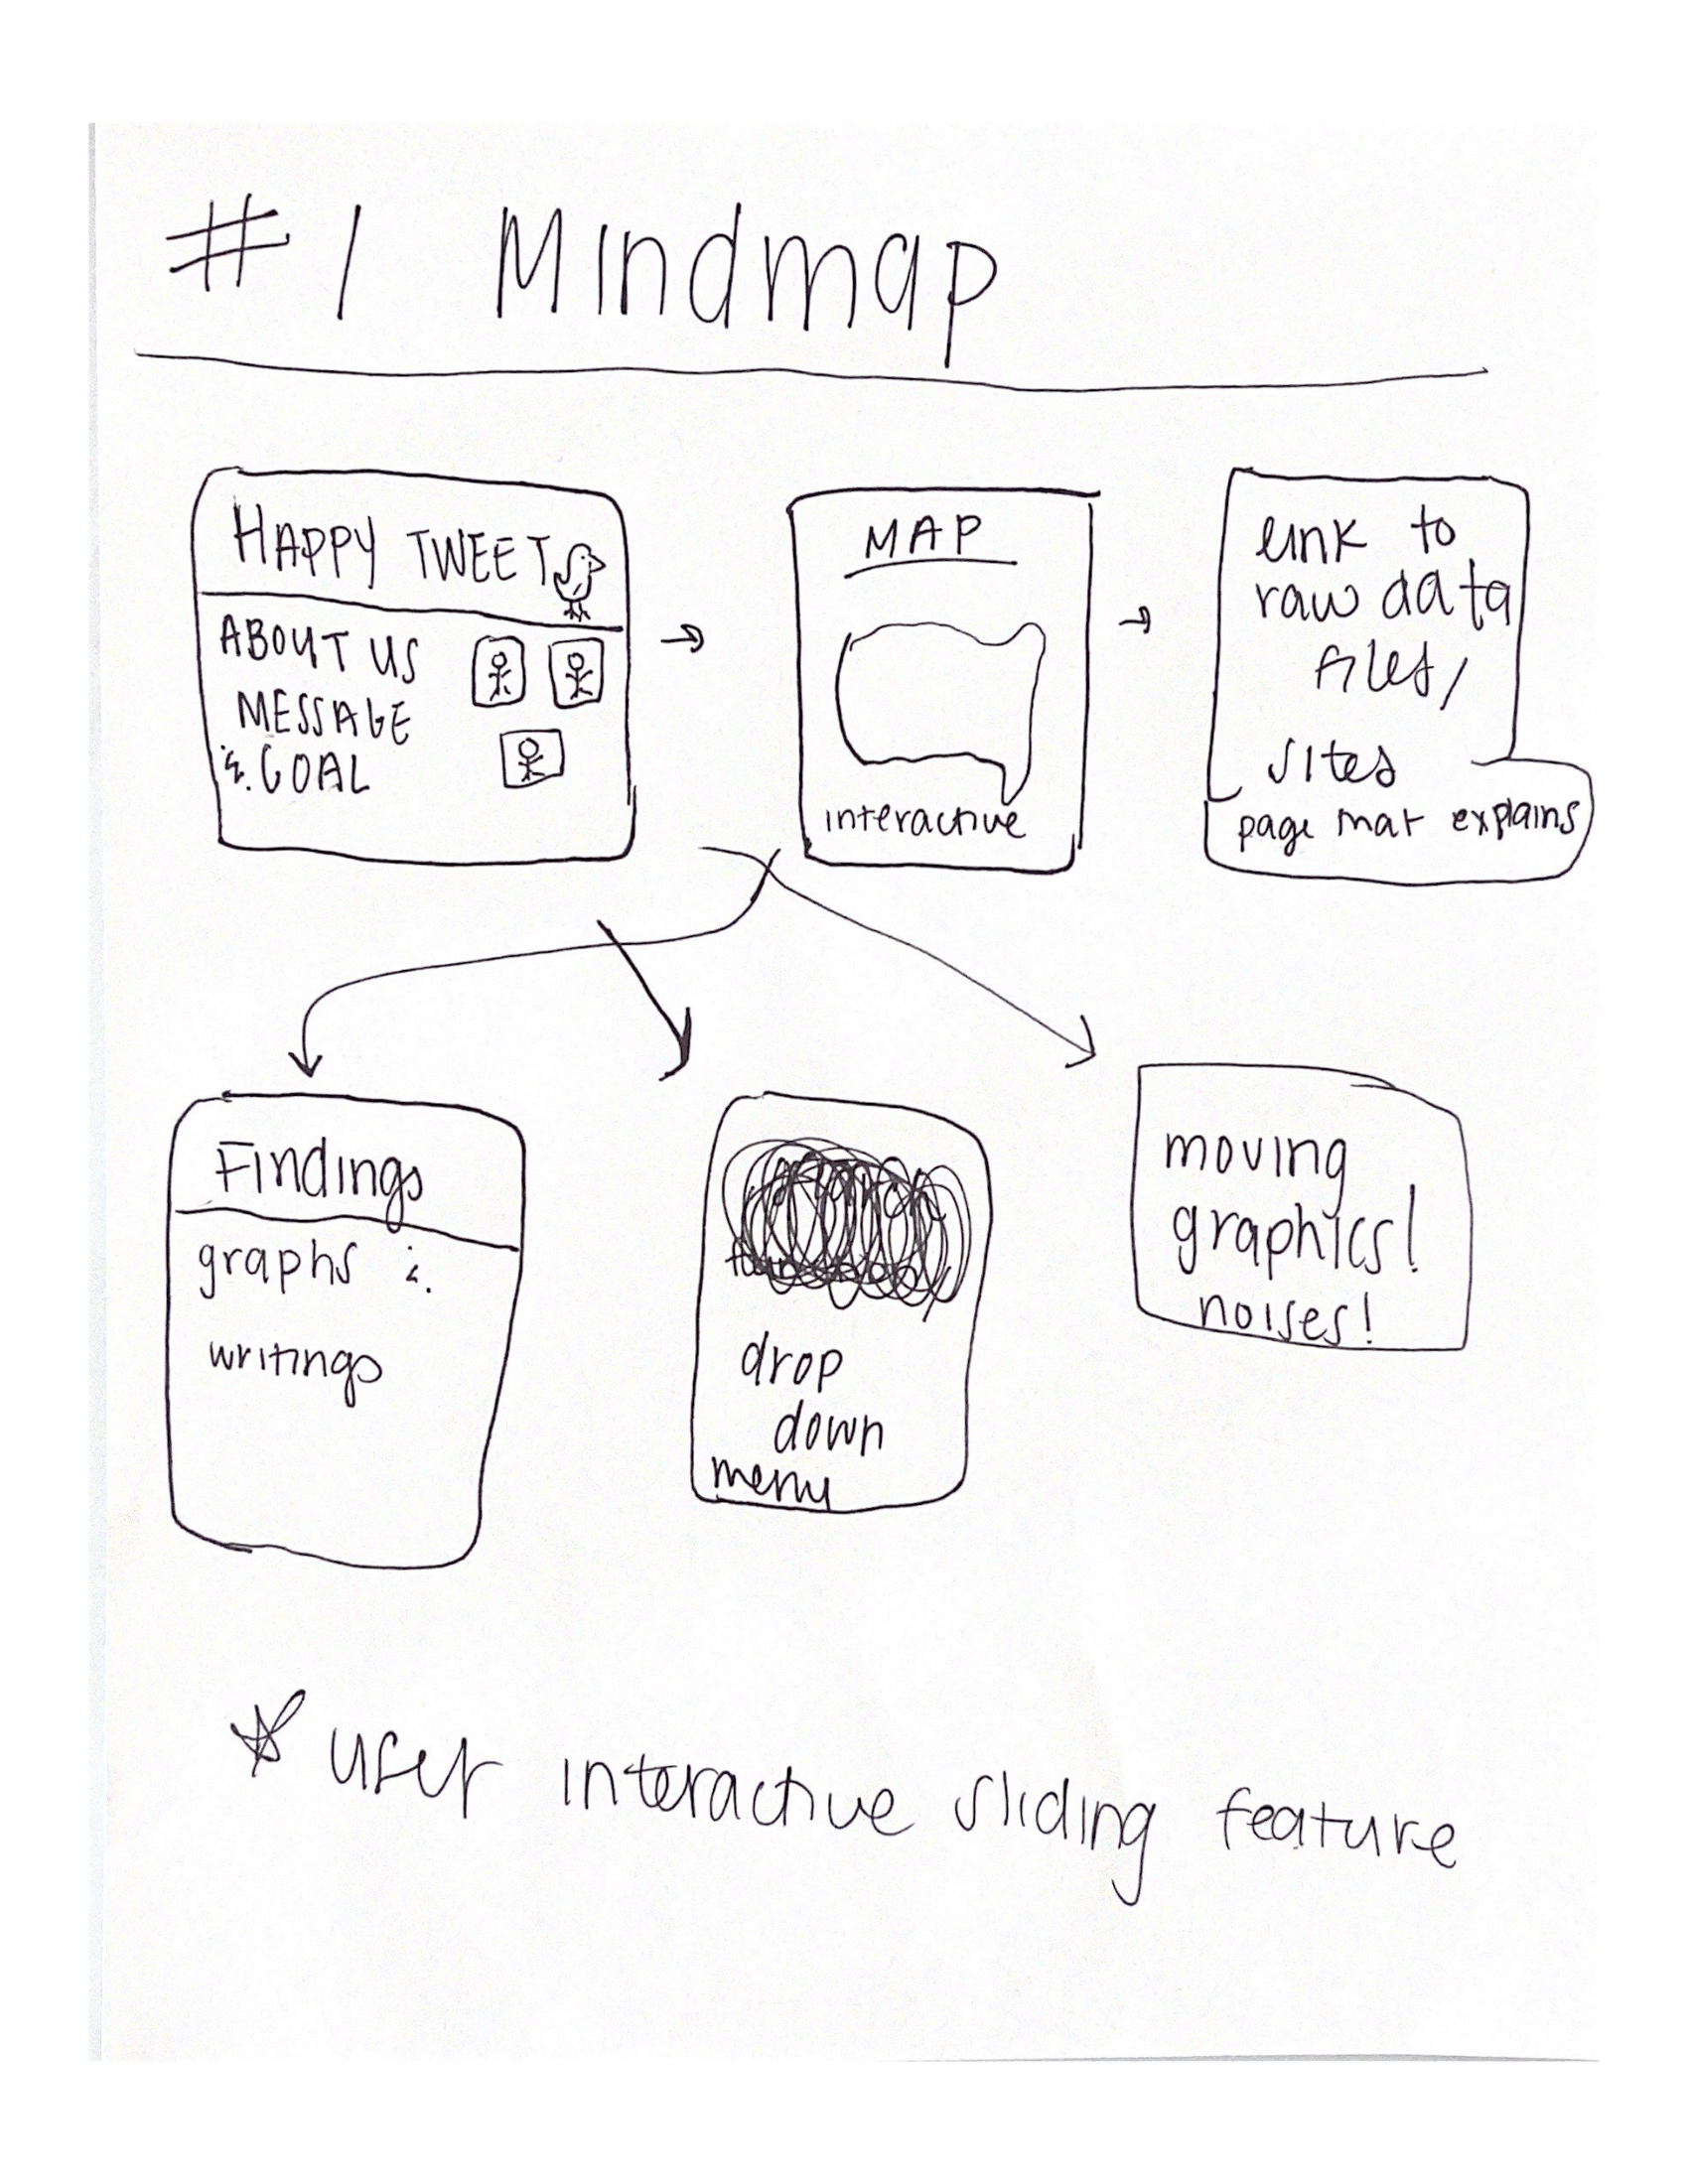 #1 Mindmap
HAPPY TWEET
ABOUT US
MESSAGE
& GOAL
MAP
interactive
link to
raw data
files/
sites
page that explains
Findings
graphs &
writings
drop
down
menu
moving
graphics!
noises!
user interactive sliding feature